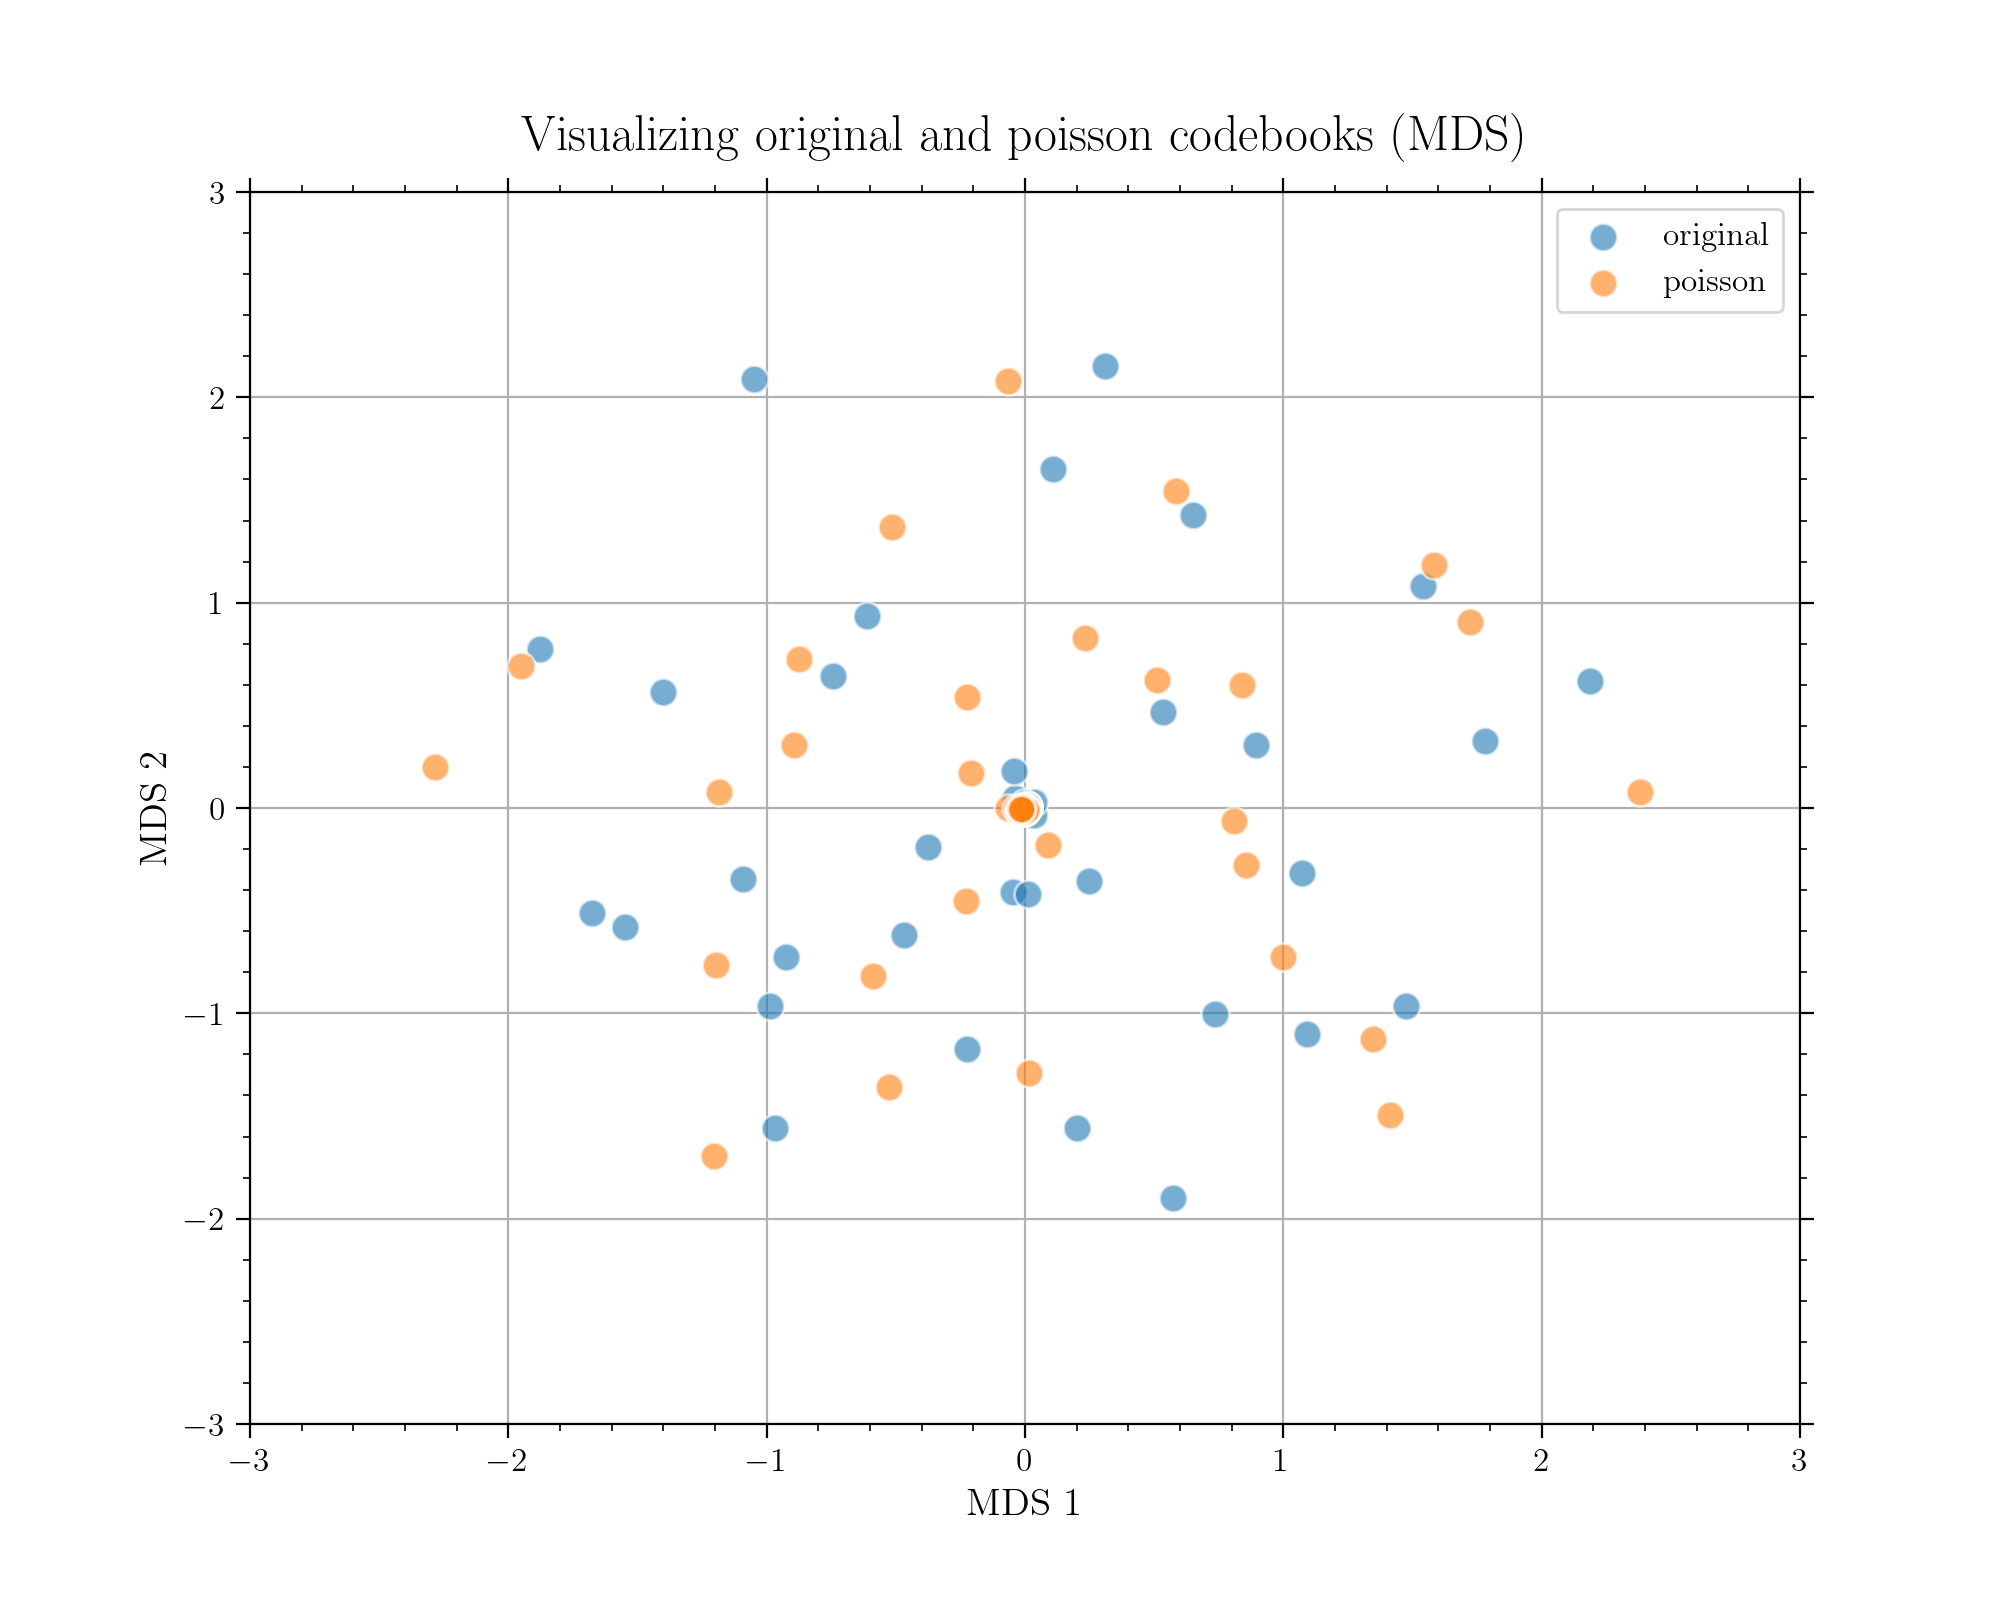 Visualizing original and poisson codebooks (MDS)
original
poisson
3
2
1
0
−1
−2
−3
MDS 2
−3 −2 −1 0 1 2 3
MDS 1